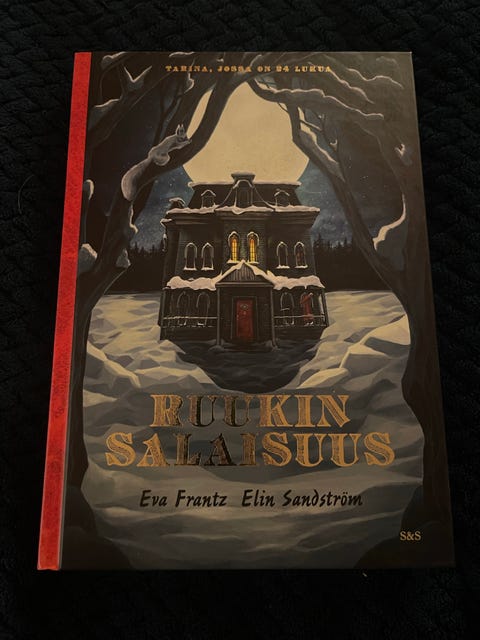 TARINA, JOSSA ON 24 LUKUA
RUUKIN
SALAISUUS
Eva Frantz Elin Sandström
S&S